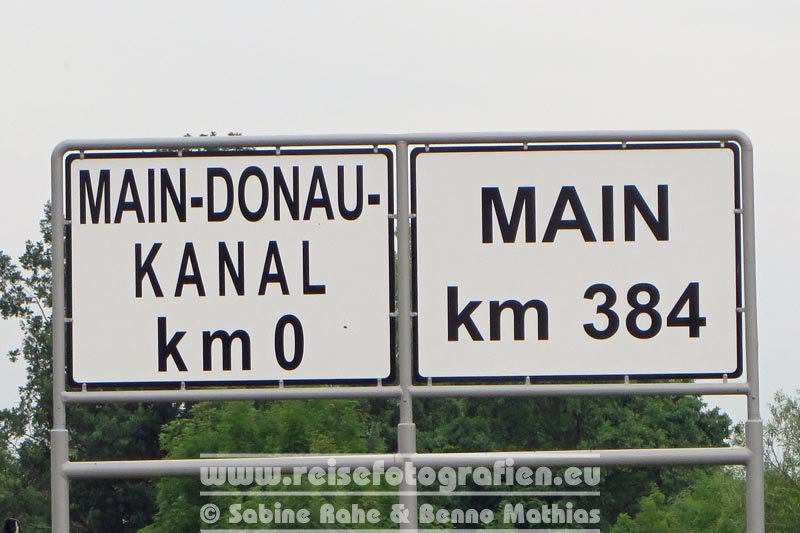 MAIN-DONAU-
KANAL
km 0
MAIN
km 384
www.reisefotografien.eu
© Sabine Rahe & Benno Mathias